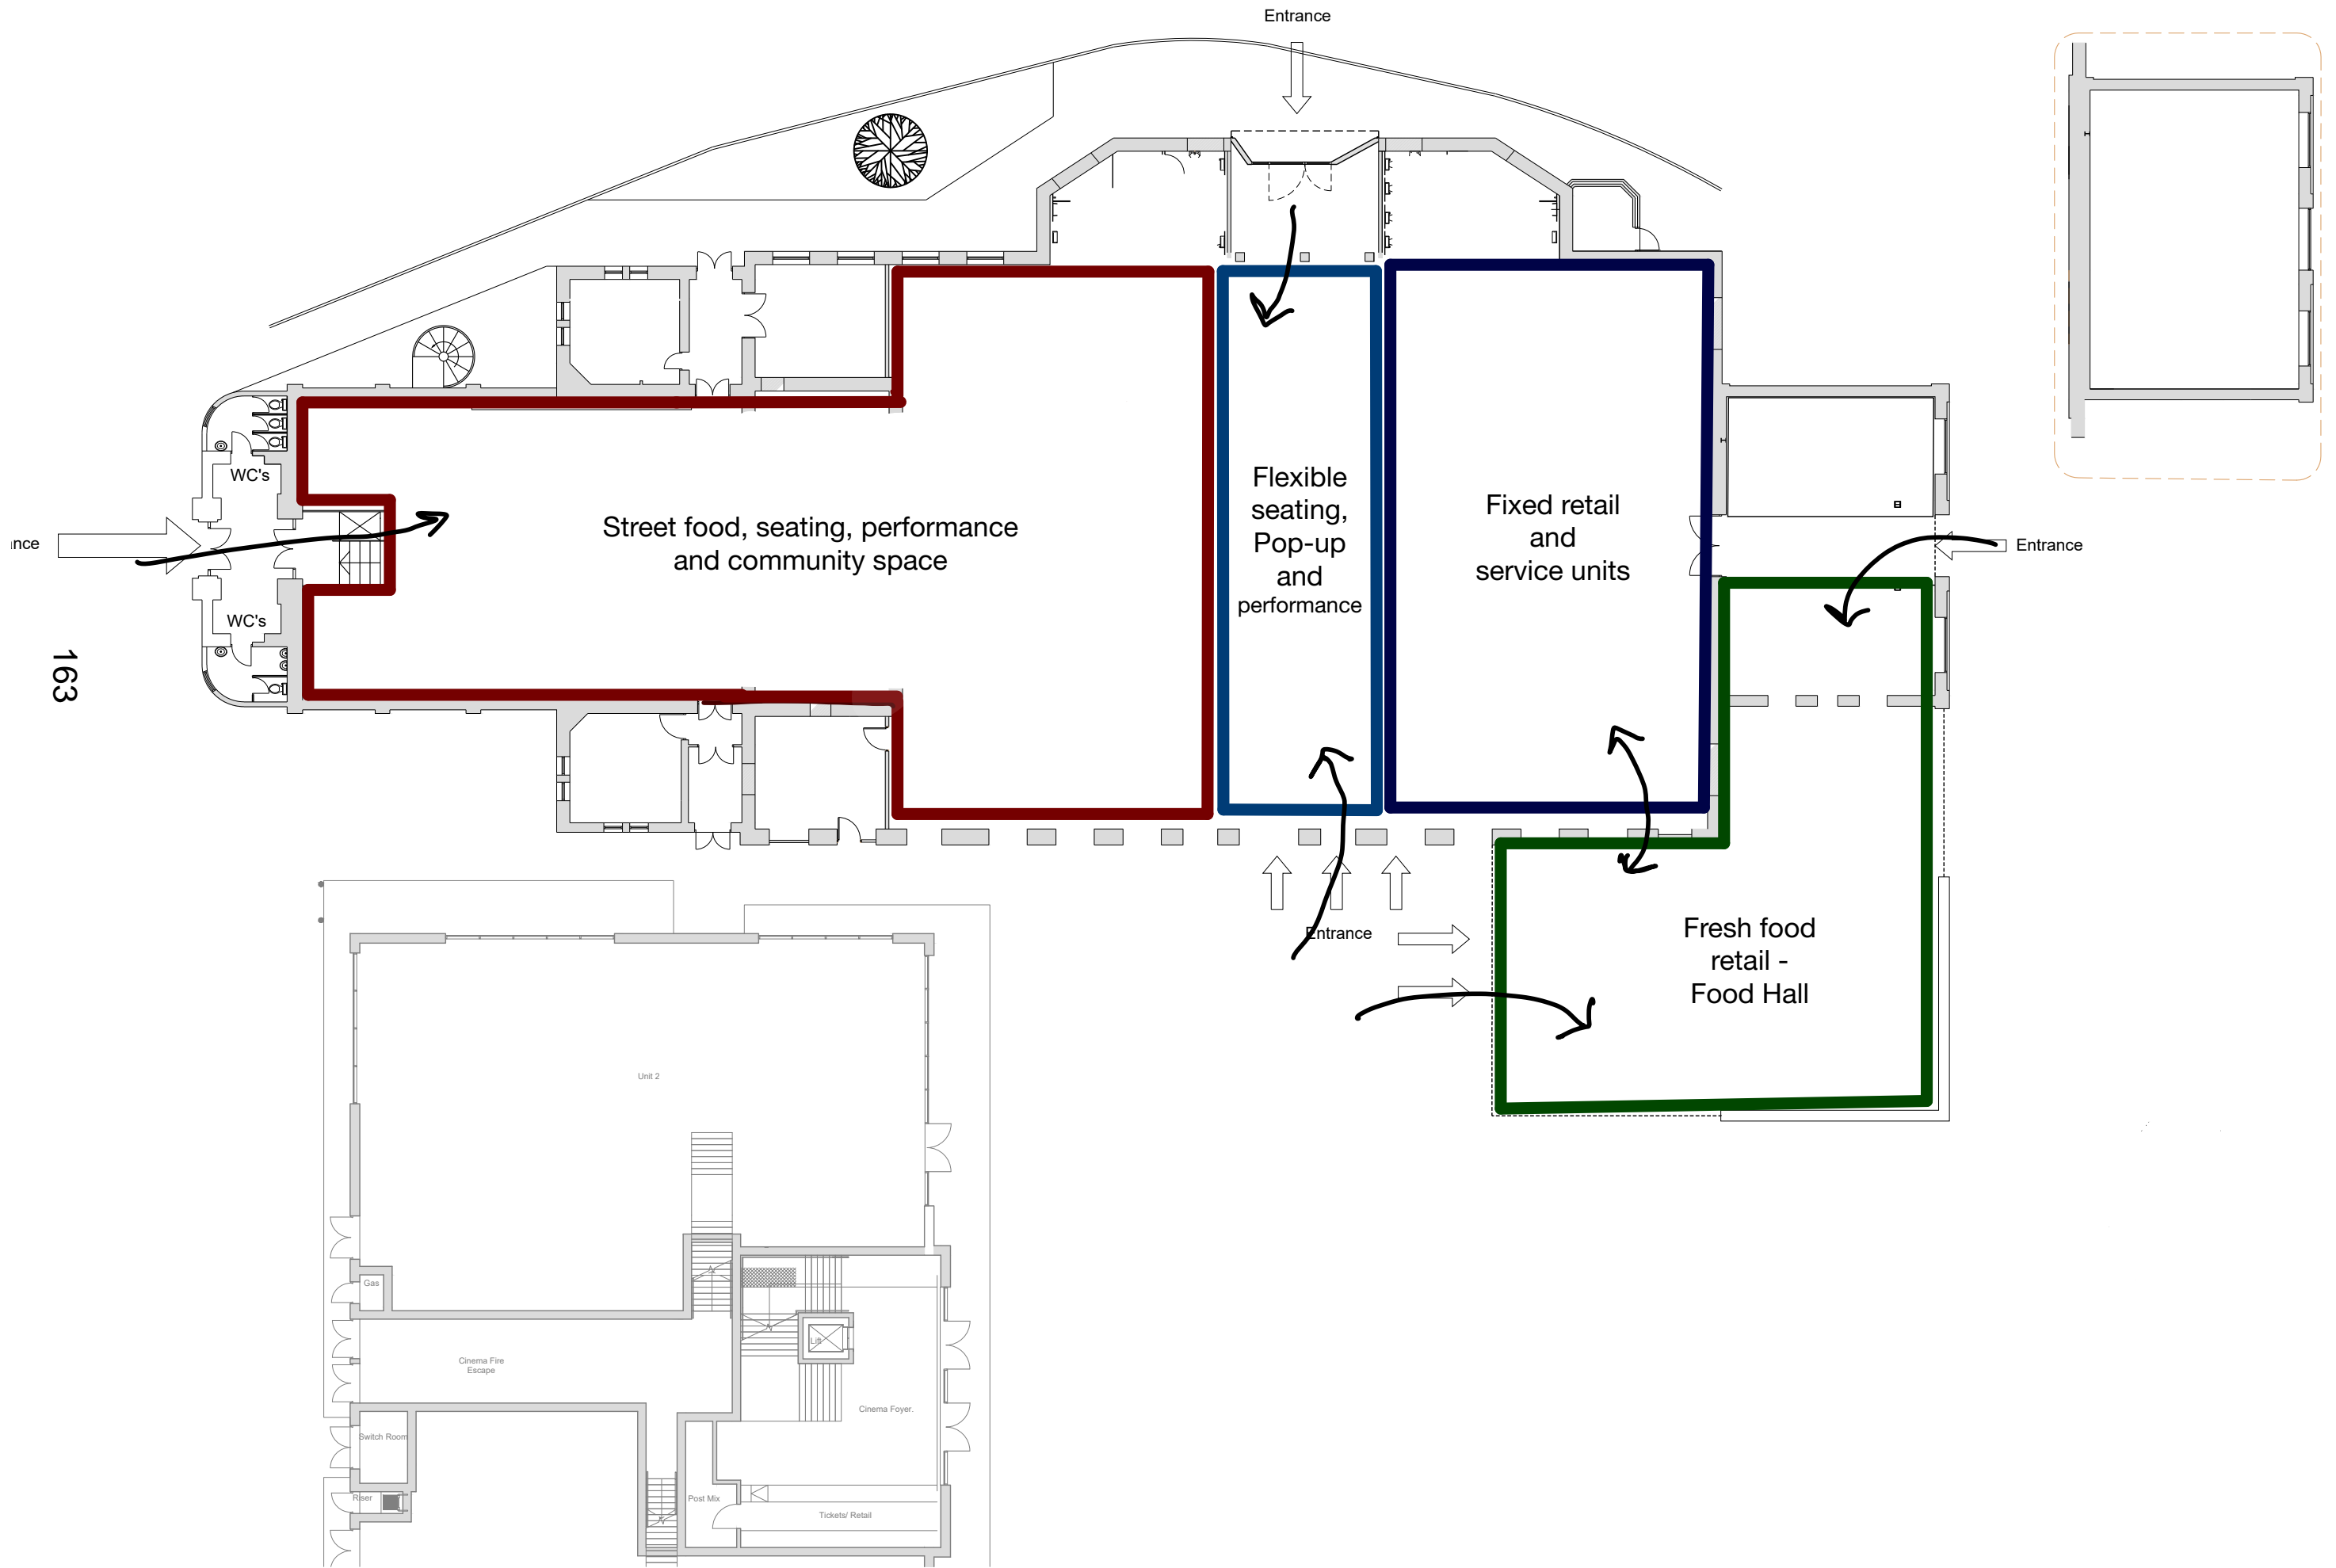 Entrance
WC's
Street food, seating, performance
and community space
Flexible
seating,
Pop-up
and
performance
Fixed retail
and
service units
ance
Entrance
WC's
163
Entrance
Fresh food
retail -
Food Hall
Unit 2
Gas
Lift
Cinema Fire
Escape
Cinema Foyer.
Switch Room
Riser
Post Mix
Tickets/ Retail